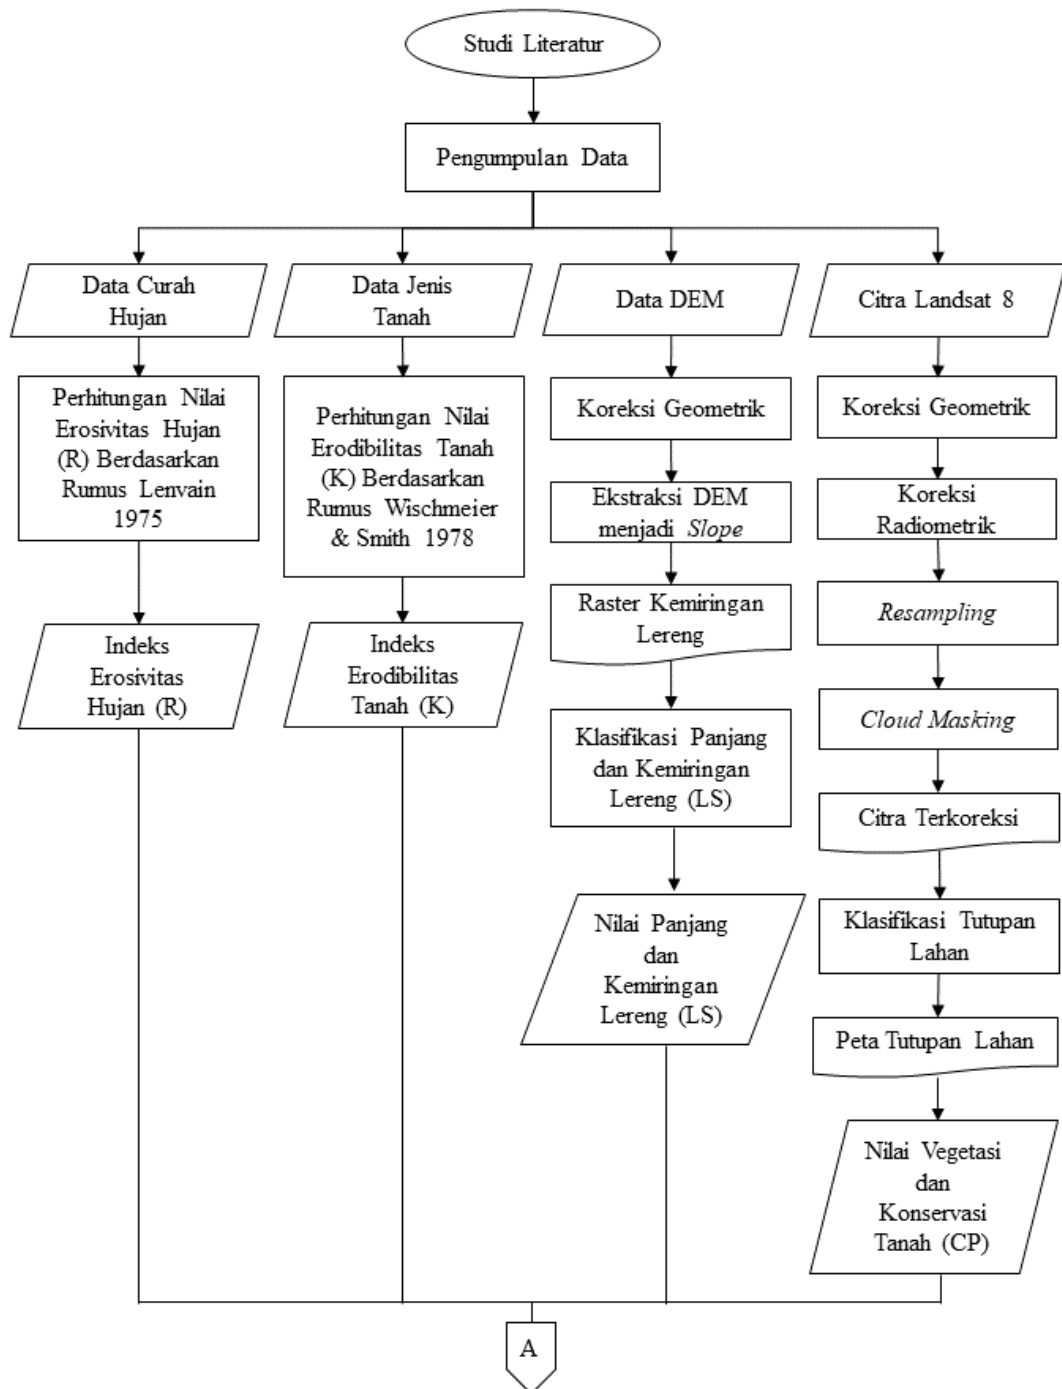 Studi Literatur
Pengumpulan Data
Data Curah
Hujan
Perhitungan Nilai
Erosivitas Hujan
(R) Berdasarkan
Rumus Lenvain
1975
Indeks
Erosivitas
Hujan (R)
Data Jenis
Tanah
Perhitungan Nilai
Erodibilitas Tanah
(K) Berdasarkan
Rumus Wischmeier
& Smith 1978
Indeks
Erodibilitas
Tanah (K)
Data DEM
Koreksi Geometrik
Ekstraksi DEM
menjadi Slope
Raster Kemiringan
Lereng
Klasifikasi Panjang
dan Kemiringan
Lereng (LS)
Nilai Panjang
dan
Kemiringan
Lereng (LS)
Citra Landsat 8
Koreksi Geometrik
Koreksi
Radiometrik
Resampling
Cloud Masking
Citra Terkoreksi
Klasifikasi Tutupan
Lahan
Peta Tutupan Lahan
Nilai Vegetasi
dan
Konservasi
Tanah (CP)
A